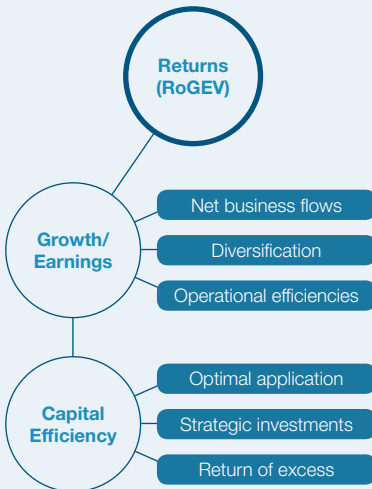 Returns
(RoGEV)
Growth/
Earnings
Net business flows
Diversification
Operational efficiencies
Capital
Efficiency
Optimal application
Strategic investments
Return of excess